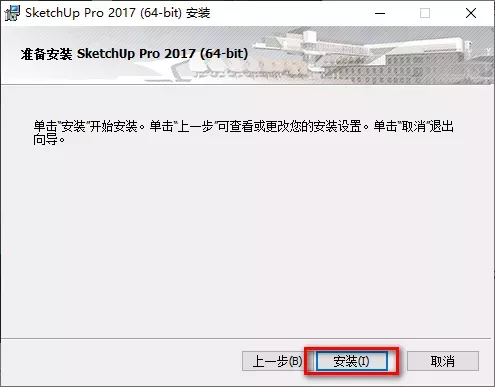 SketchUp Pro 2017 (64-bit) 安装
准备安装 SketchUp Pro 2017 (64-bit)
单击“安装”开始安装。单击“上一步”可查看或更改您的安装设置。单击“取消”退出
向导。
上一步(B) 安装(I) 取消